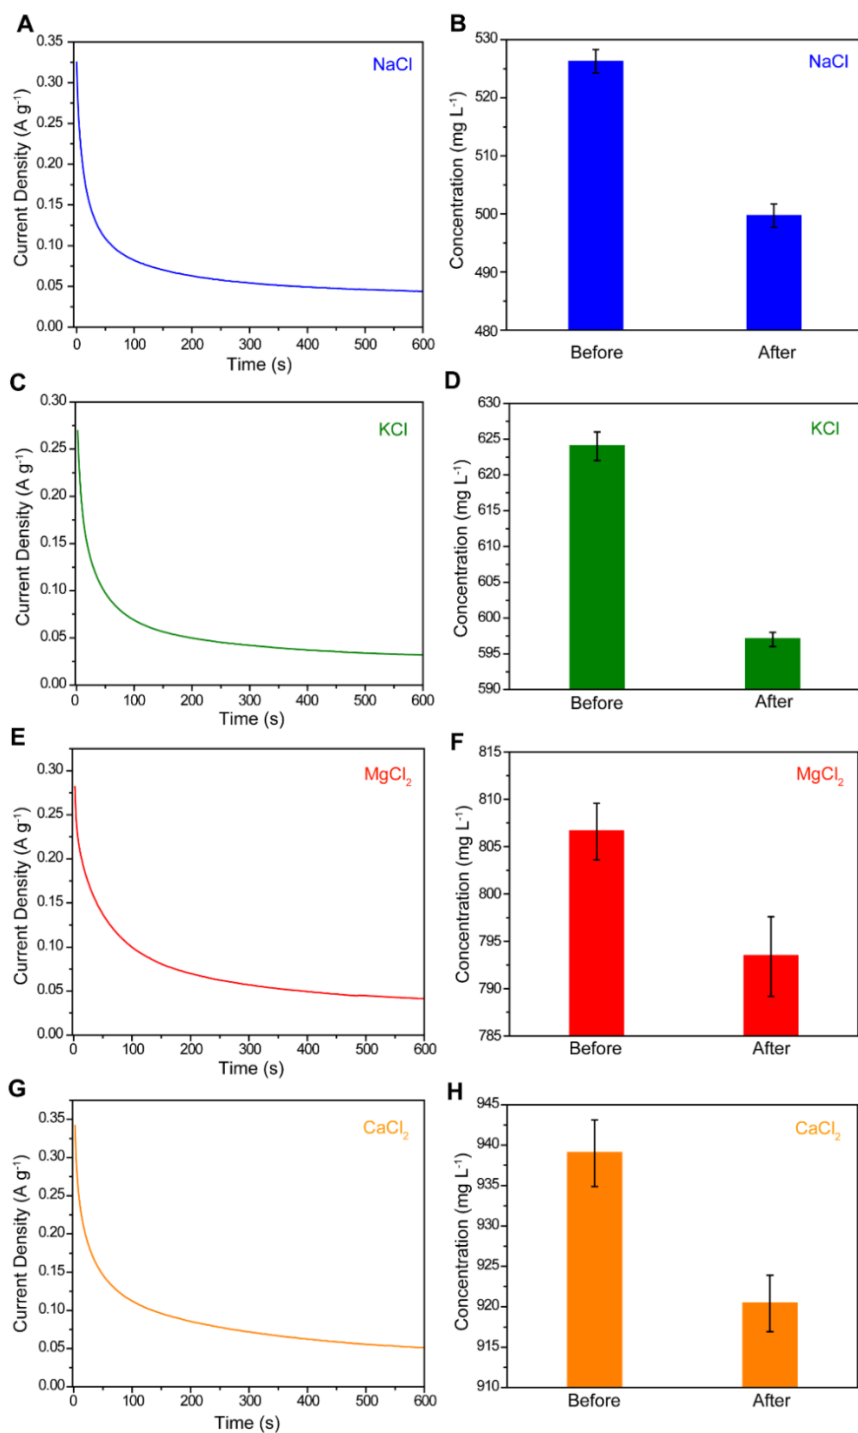 A
Current Density (A g⁻¹)
0.35
0.30
0.25
0.20
0.15
0.10
0.05
0.00
NaCl
0 100 200 300 400 500 600
Time (s)
B
Concentration (mg L⁻¹)
530
520
510
500
490
480
NaCl
Before After
C
Current Density (A g⁻¹)
0.30
0.25
0.20
0.15
0.10
0.05
0.00
KCl
0 100 200 300 400 500 600
Time (s)
D
Concentration (mg L⁻¹)
630
625
620
615
610
605
600
595
590
KCl
Before After
E
Current Density (A g⁻¹)
0.30
0.25
0.20
0.15
0.10
0.05
0.00
MgCl₂
0 100 200 300 400 500 600
Time (s)
F
Concentration (mg L⁻¹)
815
810
805
800
795
790
785
MgCl₂
Before After
G
Current Density (A g⁻¹)
0.35
0.30
0.25
0.20
0.15
0.10
0.05
0.00
CaCl₂
0 100 200 300 400 500 600
Time (s)
H
Concentration (mg L⁻¹)
945
940
935
930
925
920
915
910
CaCl₂
Before After